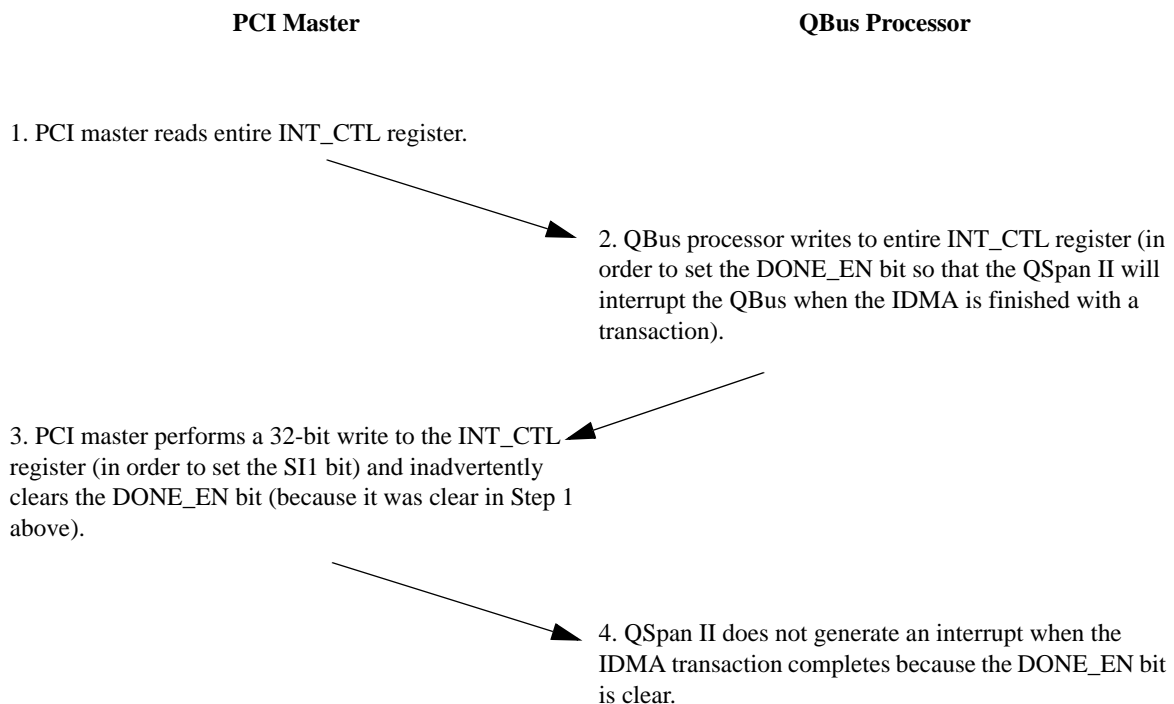 PCI Master
QBus Processor
1. PCI master reads entire INT_CTL register.
2. QBus processor writes to entire INT_CTL register (in
order to set the DONE_EN bit so that the QSpan II will
interrupt the QBus when the IDMA is finished with a
transaction).
3. PCI master performs a 32-bit write to the INT_CTL
register (in order to set the SI1 bit) and inadvertently
clears the DONE_EN bit (because it was clear in Step 1
above).
4. QSpan II does not generate an interrupt when the
IDMA transaction completes because the DONE_EN bit
is clear.